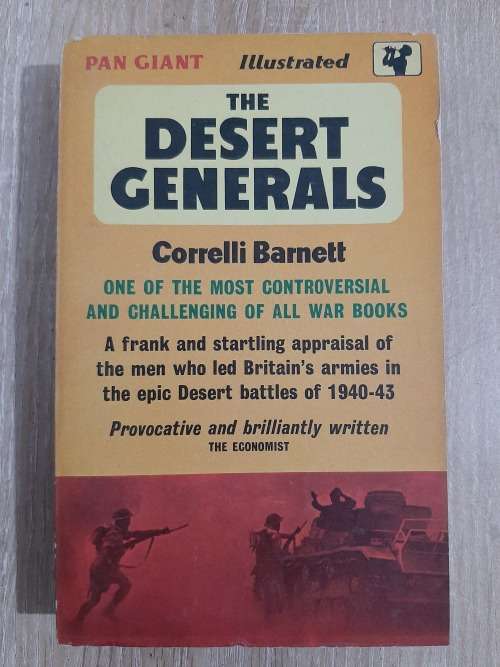 PAN GIANT Illustrated
THE
DESERT
GENERALS
Correlli Barnett
ONE OF THE MOST CONTROVERSIAL
AND CHALLENGING OF ALL WAR BOOKS
A frank and startling appraisal of
the men who led Britain's armies in
the epic Desert battles of 1940-43
Provocative and brilliantly written
THE ECONOMIST